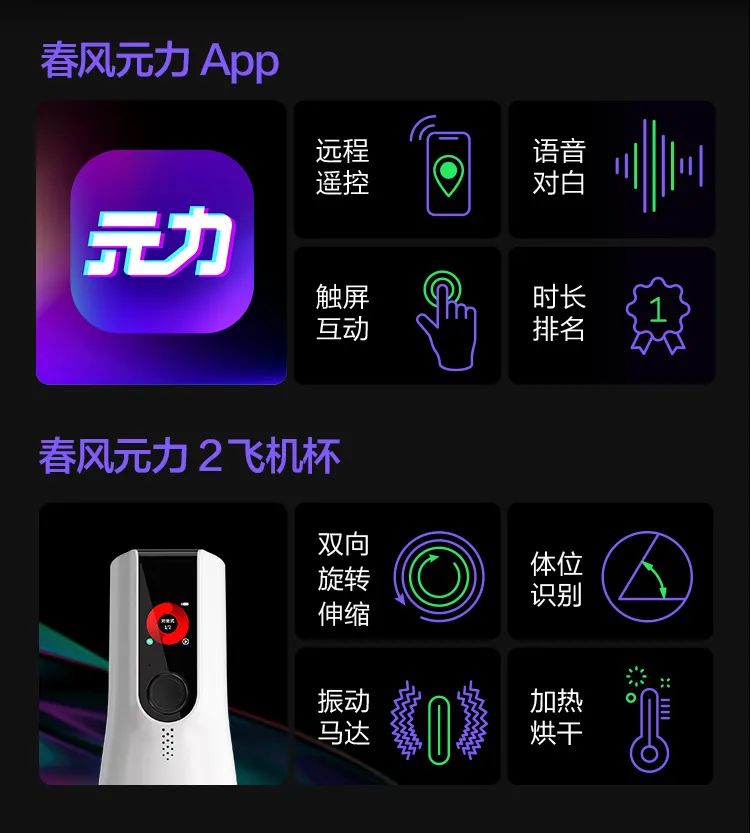 春风元力 App
元力
远程
遥控
语音
对白
触屏
互动
时长
排名
1
春风元力 2 飞机杯
双向
旋转
伸缩
体位
识别
1/2
振动
马达
加热
烘干